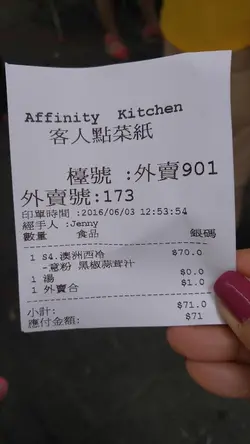 Affinity Kitchen
客人點菜紙
檯號 :外賣901
外賣號:173
印單時間 :2016/06/03 12:53:54
經手人 :Jenny
數量 食品 銀碼
1 S4.澳洲西冷 $70.0
-意粉 黑椒蒜茸汁
1 湯 $0.0
1 外賣合 $1.0
小計: $71.0
應付金額: $71